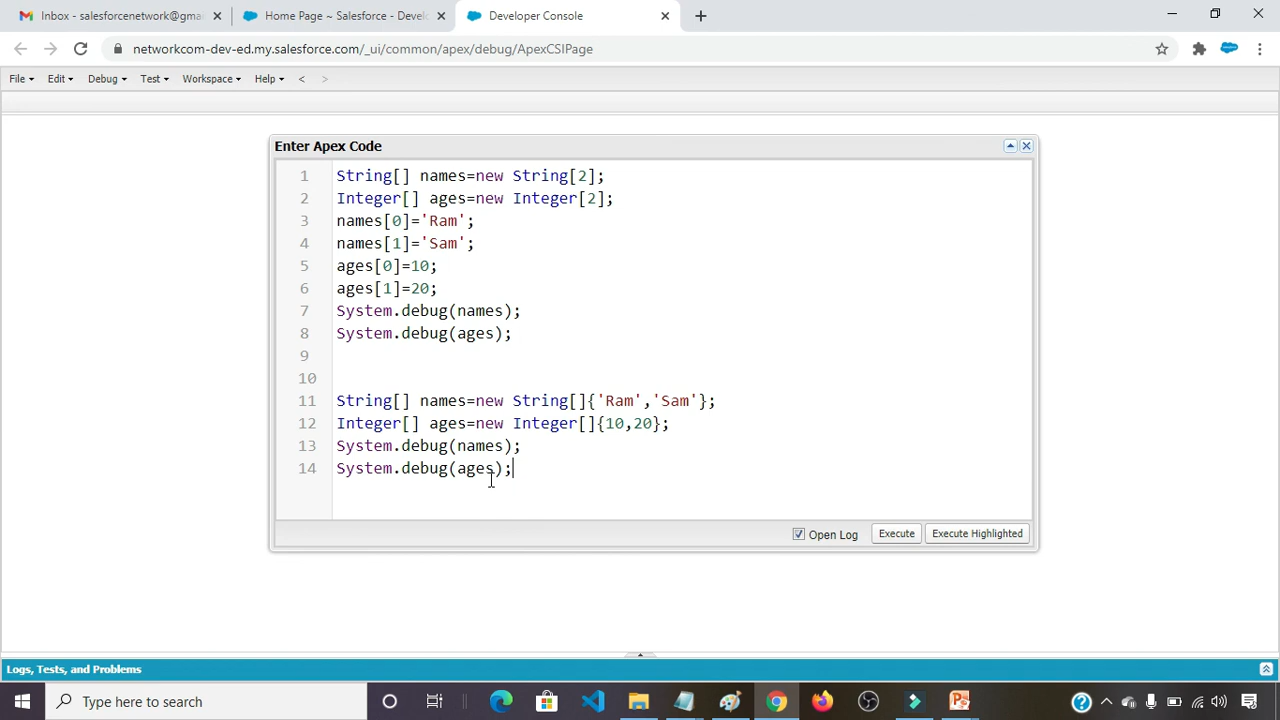 Inbox - salesforcenetwork@gma
Home Page ~ Salesforce - Devel
Developer Console
networkcom-dev-ed.my.salesforce.com/_ui/common/apex/debug/ApexCSIPage
File Edit Debug Test Workspace Help < >
Enter Apex Code
1 String[] names=new String[2];
2 Integer[] ages=new Integer[2];
3 names[0]='Ram';
4 names[1]='Sam';
5 ages[0]=10;
6 ages[1]=20;
7 System.debug(names);
8 System.debug(ages);
9
10
11 String[] names=new String[]{'Ram','Sam'};
12 Integer[] ages=new Integer[]{10,20};
13 System.debug(names);
14 System.debug(ages);
Open Log Execute Execute Highlighted
Logs, Tests, and Problems
Type here to search